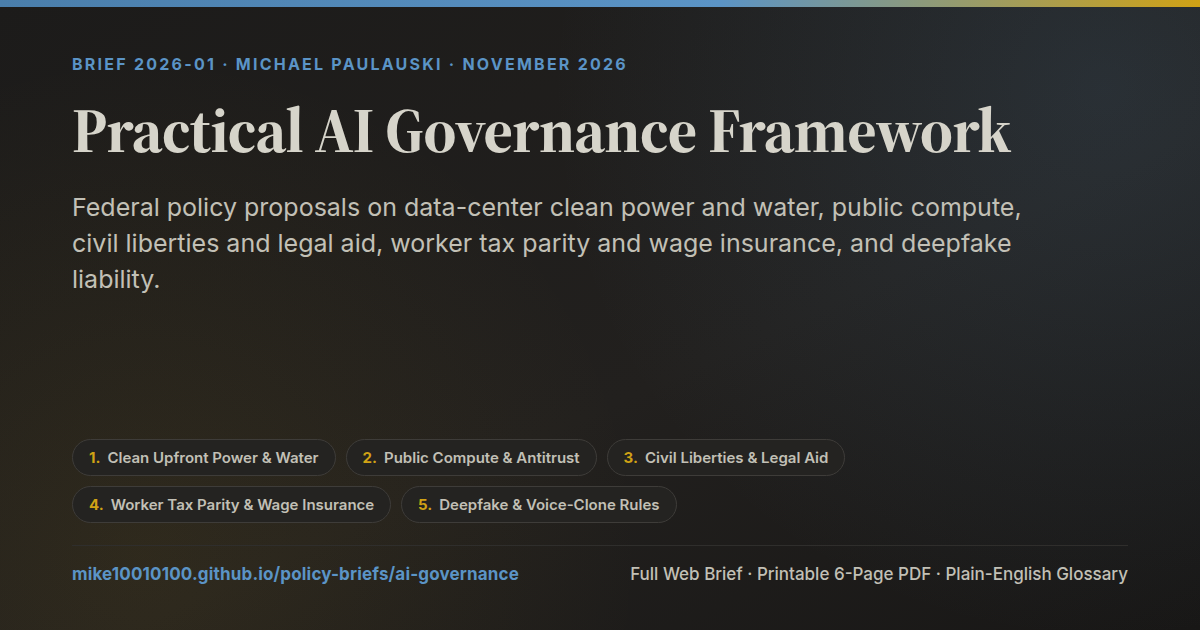 BRIEF 2026-01 · MICHAEL PAULAUSKI · NOVEMBER 2026
Practical AI Governance Framework
Federal policy proposals on data-center clean power and water, public compute,
civil liberties and legal aid, worker tax parity and wage insurance, and deepfake
liability.
1. Clean Upfront Power & Water
2. Public Compute & Antitrust
3. Civil Liberties & Legal Aid
4. Worker Tax Parity & Wage Insurance
5. Deepfake & Voice-Clone Rules
mike10010100.github.io/policy-briefs/ai-governance
Full Web Brief · Printable 6-Page PDF · Plain-English Glossary